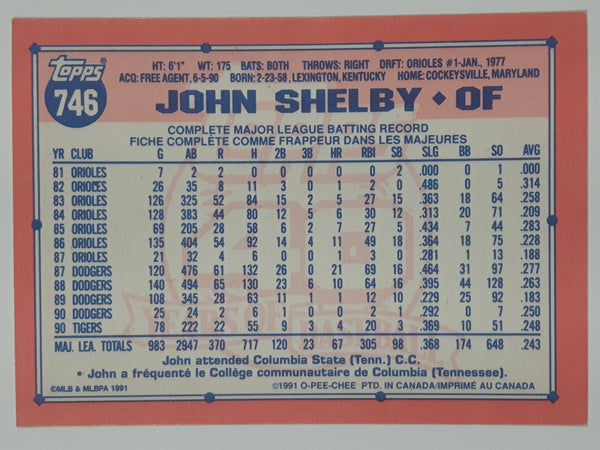 Topps
746
HT: 6'1" WT: 175 BATS: BOTH THROWS: RIGHT DRFT: ORIOLES #1-JAN., 1977
ACQ: FREE AGENT, 6-5-90 BORN: 2-23-58, LEXINGTON, KENTUCKY HOME: COCKEYSVILLE, MARYLAND
JOHN SHELBY ◆ OF
COMPLETE MAJOR LEAGUE BATTING RECORD
FICHE COMPLÈTE COMME FRAPPEUR DANS LES MAJEURES
YR CLUB G AB R H 2B 3B HR RBI SB SLG BB SO AVG
81 ORIOLES 7 2 2 0 0 0 0 0 2 .000 0 1 .000
82 ORIOLES 26 35 8 11 3 0 1 2 0 .486 0 5 .314
83 ORIOLES 126 325 52 84 15 2 5 27 15 .363 18 64 .258
84 ORIOLES 128 383 44 80 12 5 6 30 12 .313 20 71 .209
85 ORIOLES 69 205 28 58 6 2 7 27 5 .434 7 44 .283
86 ORIOLES 135 404 54 92 14 4 11 49 18 .368 18 75 .228
87 ORIOLES 21 32 4 6 0 0 1 3 0 .281 1 13 .188
87 DODGERS 120 476 61 132 26 0 21 69 16 .464 31 97 .277
88 DODGERS 140 494 65 130 23 6 10 64 16 .395 44 128 .263
89 DODGERS 108 345 28 63 11 1 1 12 10 .229 25 92 .183
90 DODGERS 25 24 2 6 1 0 0 2 1 .292 0 7 .250
90 TIGERS 78 222 22 55 9 3 4 20 3 .369 10 51 .248
MAJ. LEA. TOTALS 983 2947 370 717 120 23 67 305 98 .368 174 648 .243
John attended Columbia State (Tenn.) C.C.
• John a fréquenté le Collège communautaire de Columbia (Tennessee).
©MLB & MLBPA 1991 ©1991 O-PEE-CHEE PTD. IN CANADA/IMPRIMÉ AU CANADA